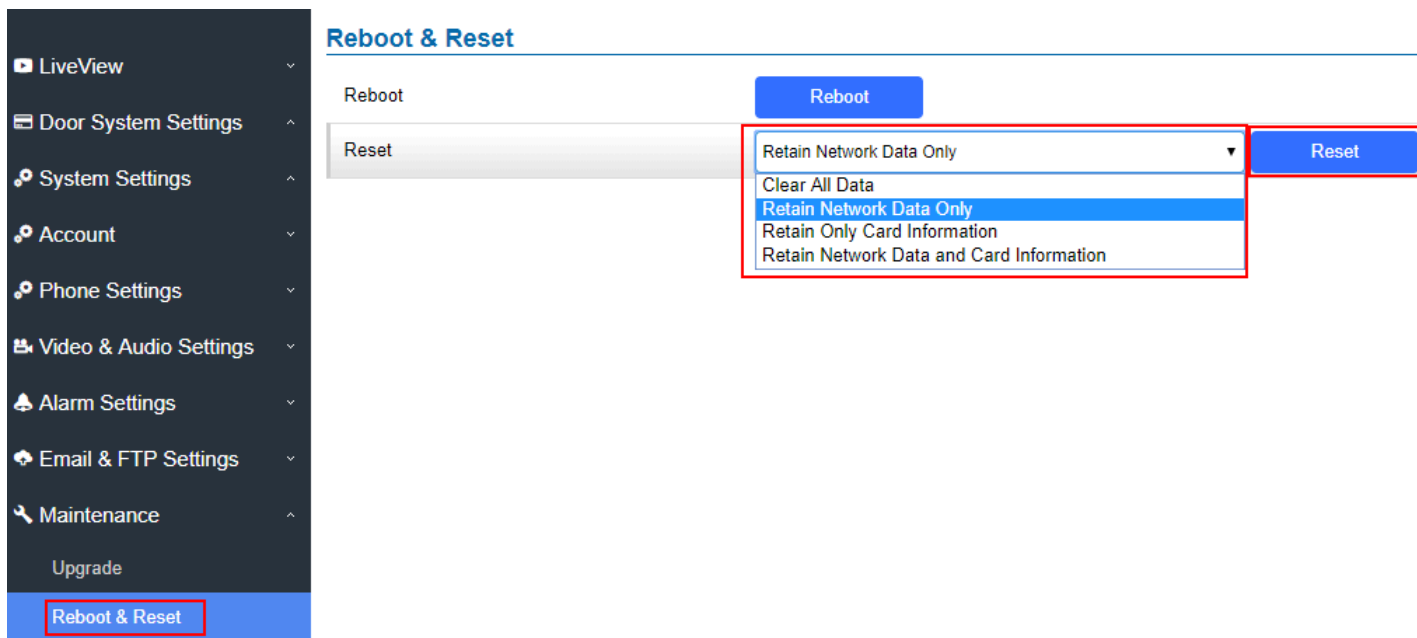 LiveView
Door System Settings
System Settings
Account
Phone Settings
Video & Audio Settings
Alarm Settings
Email & FTP Settings
Maintenance
Upgrade
Reboot & Reset
Reboot & Reset
Reboot
Reboot
Reset
Retain Network Data Only
Reset
Clear All Data
Retain Network Data Only
Retain Only Card Information
Retain Network Data and Card Information